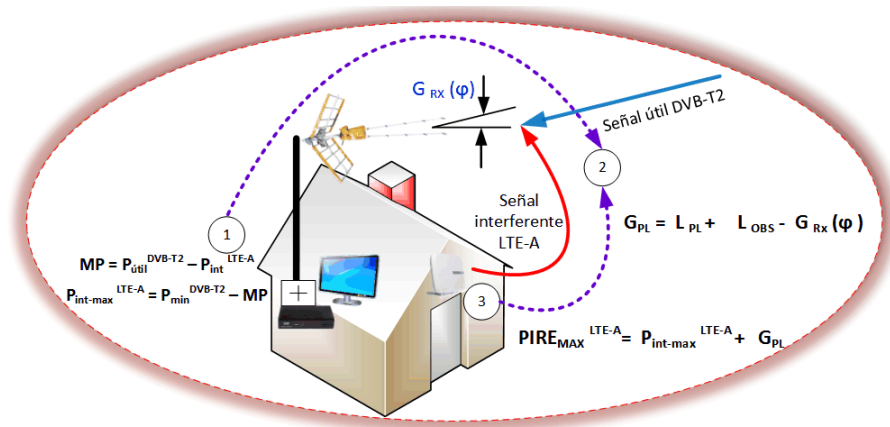 G RX (φ)
Señal útil DVB-T2
2
Señal
interferente
LTE-A
G PL = L PL + L OBS - G Rx (φ)
1
MP = P útil DVB-T2 – P int LTE-A
P int-max LTE-A = P min DVB-T2 – MP
3
PIRE MAX LTE-A = P int-max LTE-A + G PL